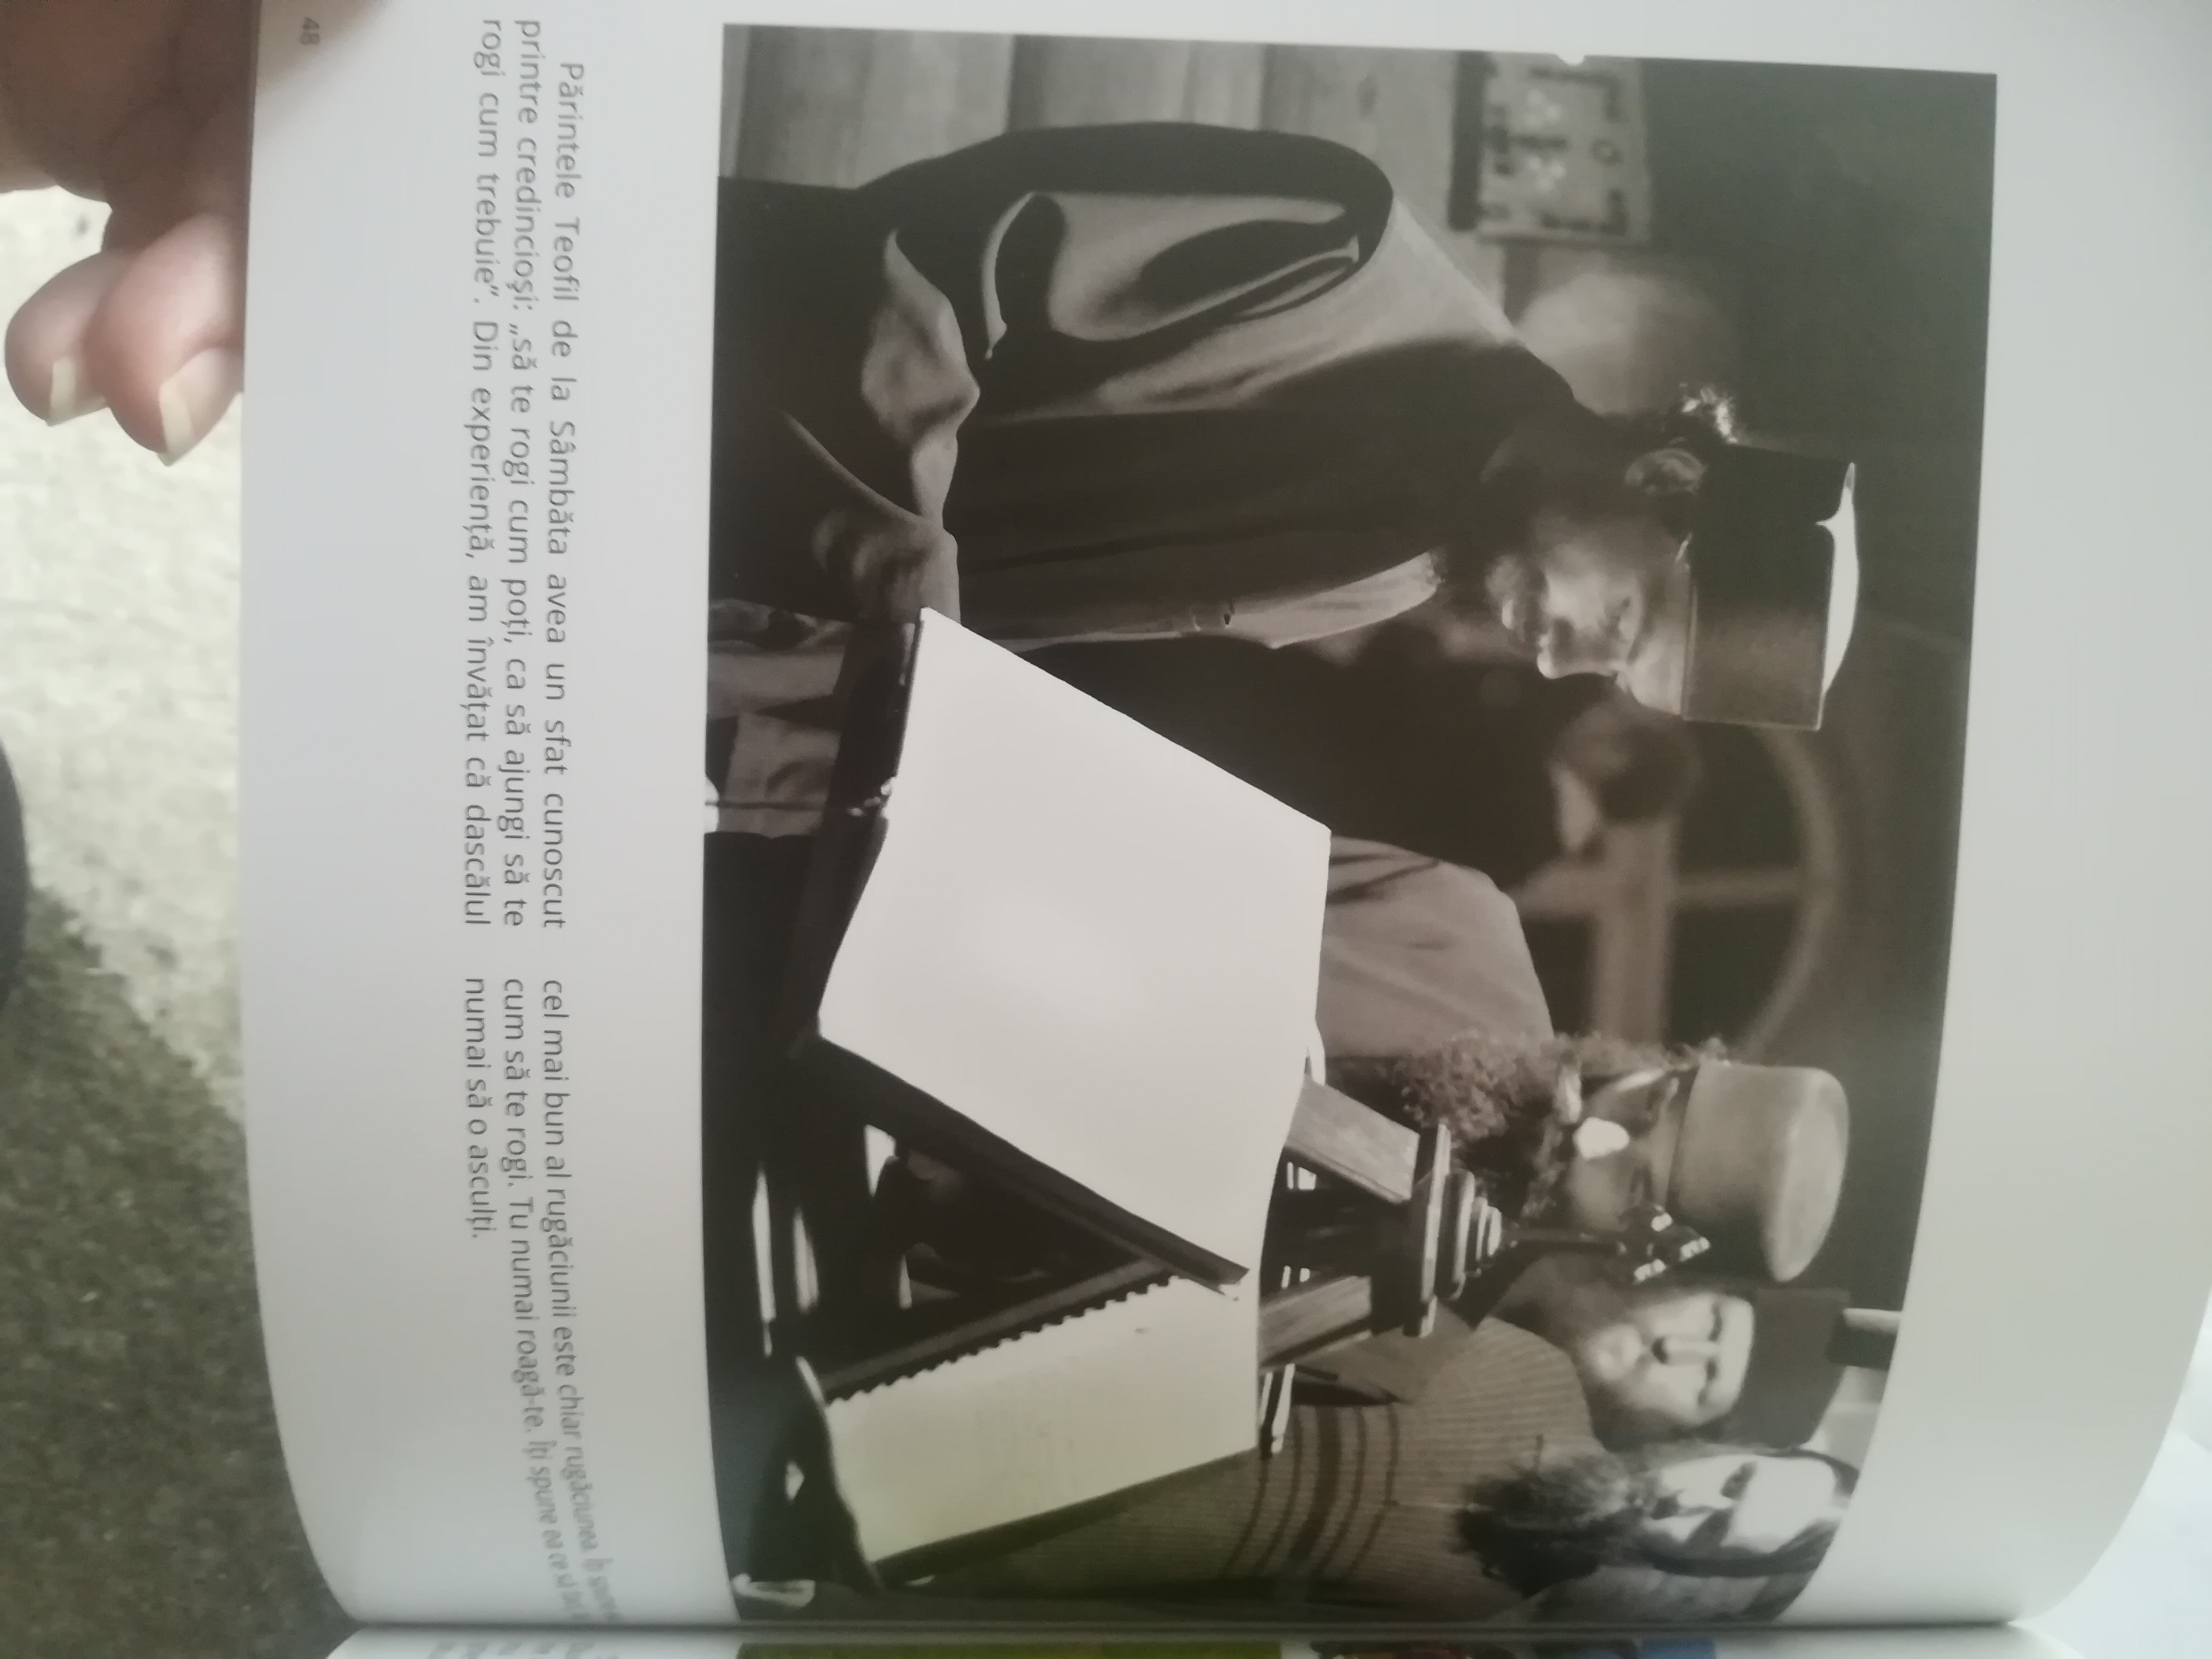 Părintele Teofil de la Sâmbăta avea un sfat cunoscut
printre credincioşi: „să te rogi cum poți, ca să ajungi să te
rogi cum trebuie”. Din experiență, am învățat că dascălul
cel mai bun al rugăciunii este chiar rugăciunea. Îți spune
cum să te rogi. Tu numai roagă-te. Îți spune ea ce să faci,
numai să o asculți.
48